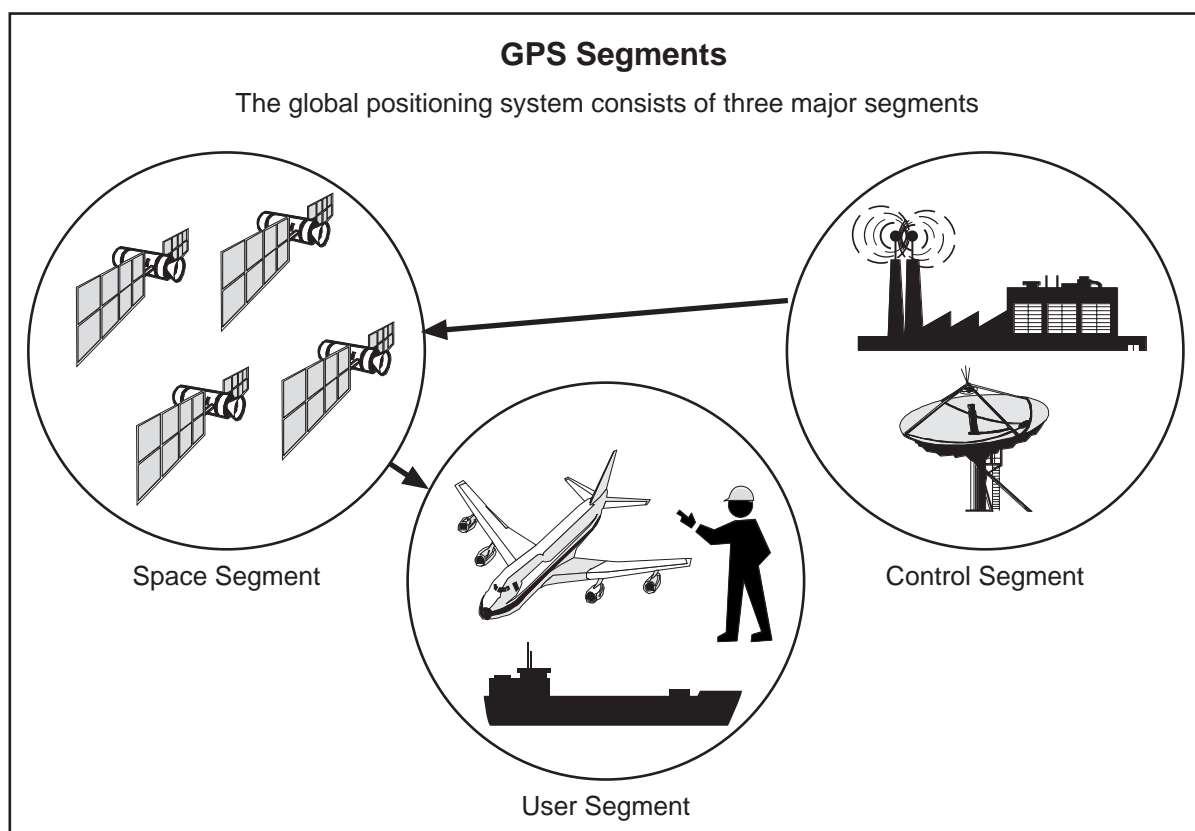 GPS Segments
The global positioning system consists of three major segments
Space Segment
Control Segment
User Segment